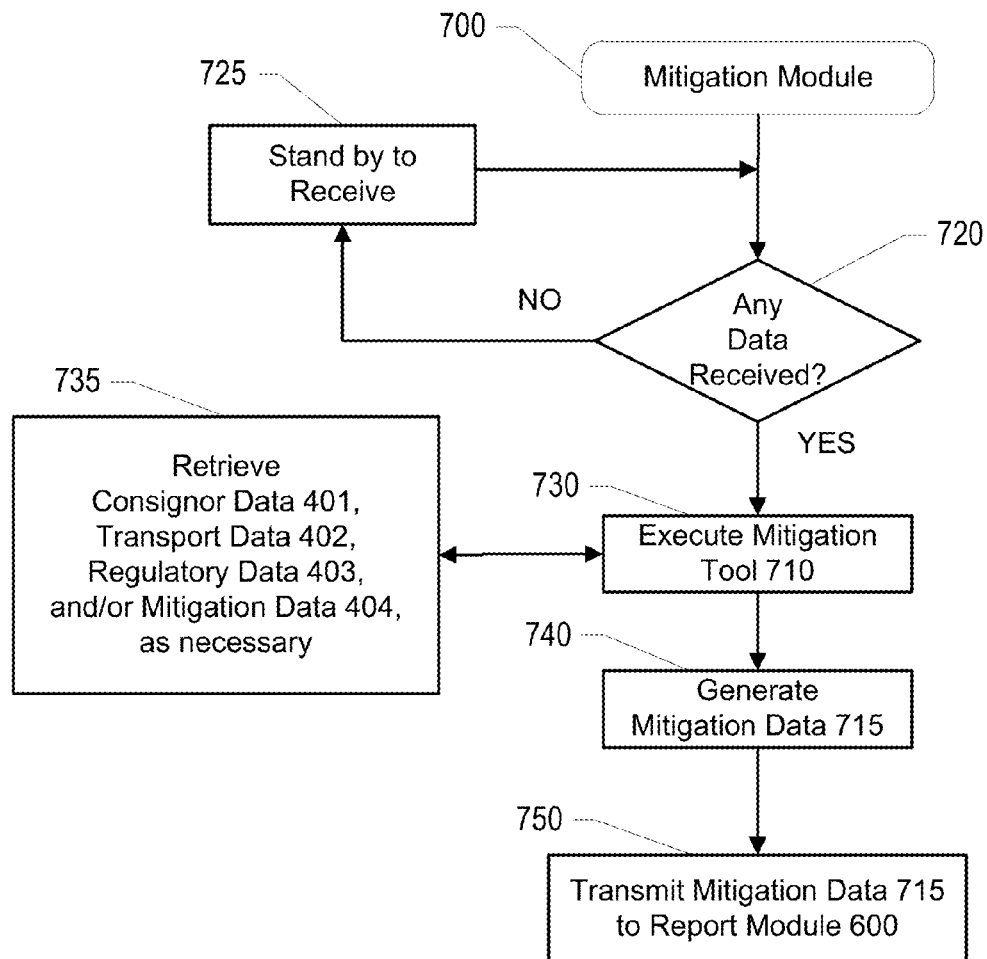 700
Mitigation Module
725
Stand by to
Receive
720
Any
Data
Received?
NO
YES
735
Retrieve
Consignor Data 401,
Transport Data 402,
Regulatory Data 403,
and/or Mitigation Data 404,
as necessary
730
Execute Mitigation
Tool 710
740
Generate
Mitigation Data 715
750
Transmit Mitigation Data 715
to Report Module 600